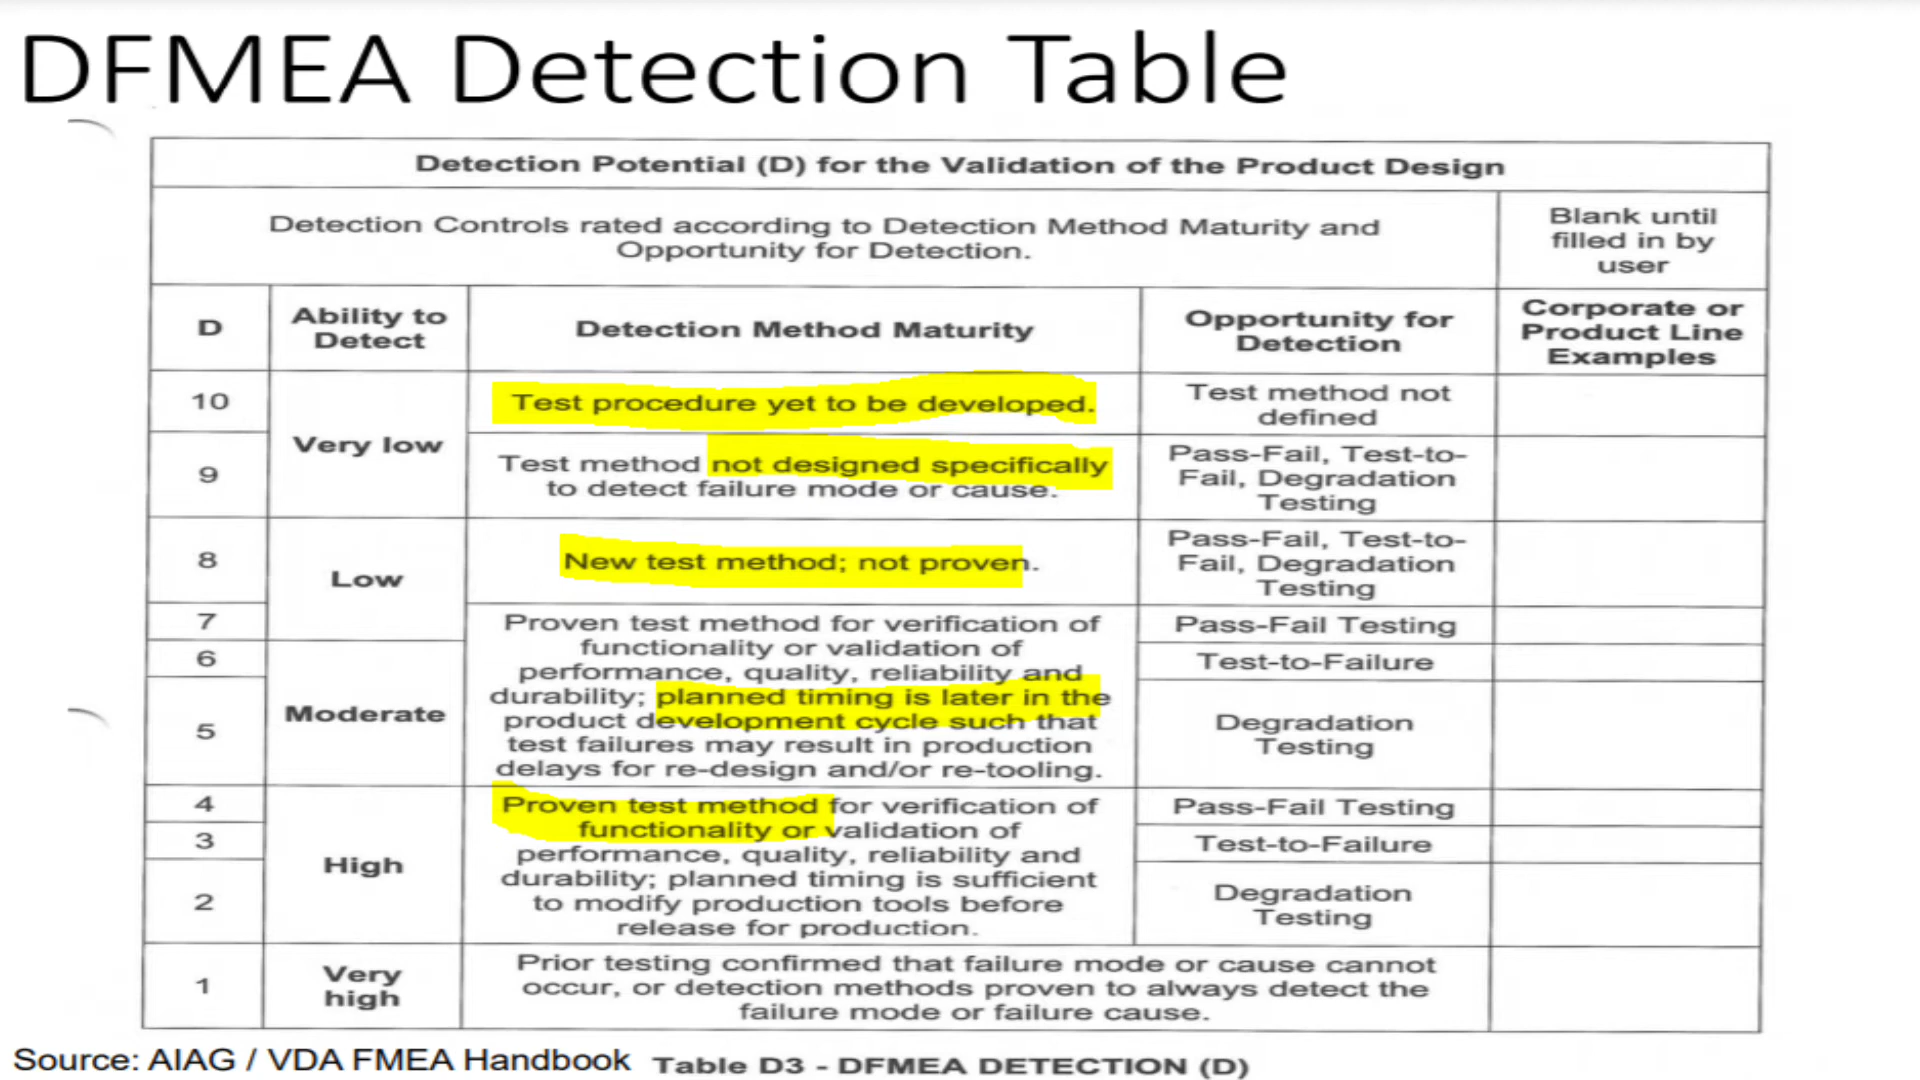 DFMEA Detection Table
Detection Potential (D) for the Validation of the Product Design
Detection Controls rated according to Detection Method Maturity and
Opportunity for Detection.
Blank until
filled in by
user
D
Ability to
Detect
Detection Method Maturity
Opportunity for
Detection
Corporate or
Product Line
Examples
10
Very low
Test procedure yet to be developed.
Test method not
defined
9
Test method not designed specifically
to detect failure mode or cause.
Pass-Fail, Test-to-
Fail, Degradation
Testing
8
Low
New test method; not proven.
Pass-Fail, Test-to-
Fail, Degradation
Testing
7
Proven test method for verification of
functionality or validation of
performance, quality, reliability and
durability; planned timing is later in the
product development cycle such that
test failures may result in production
delays for re-design and/or re-tooling.
Pass-Fail Testing
6
Moderate
Test-to-Failure
5
Degradation
Testing
4
High
Proven test method for verification of
functionality or validation of
performance, quality, reliability and
durability; planned timing is sufficient
to modify production tools before
release for production.
Pass-Fail Testing
3
Test-to-Failure
2
Degradation
Testing
1
Very
high
Prior testing confirmed that failure mode or cause cannot
occur, or detection methods proven to always detect the
failure mode or failure cause.
Source: AIAG / VDA FMEA Handbook
Table D3 - DFMEA DETECTION (D)